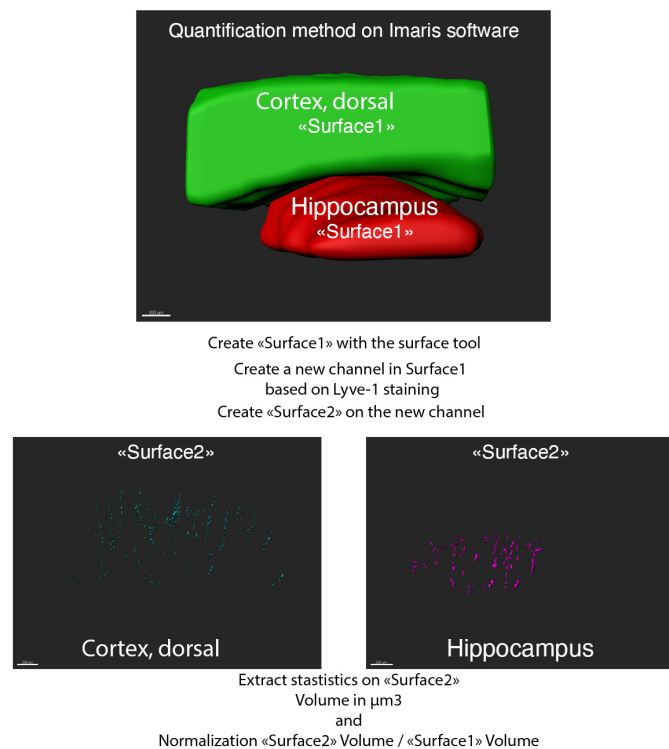 Quantification method on Imaris software
Cortex, dorsal
«Surface1»
Hippocampus
«Surface1»
Create «Surface1» with the surface tool
Create a new channel in Surface1
based on Lyve-1 staining
Create «Surface2» on the new channel
«Surface2»
Cortex, dorsal
«Surface2»
Hippocampus
Extract stastistics on «Surface2»
Volume in µm3
and
Normalization «Surface2» Volume / «Surface1» Volume